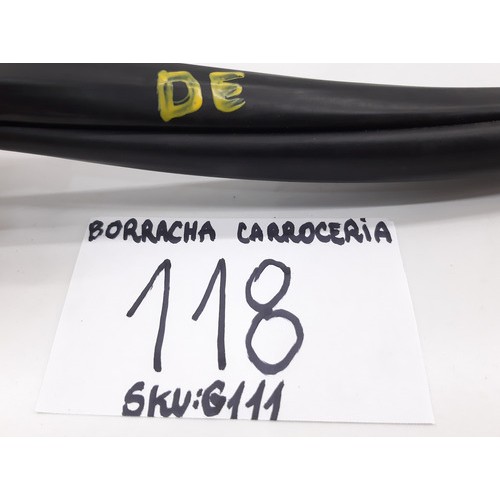 DE
BORRACHA CARROCERiA
118
SKU:G111